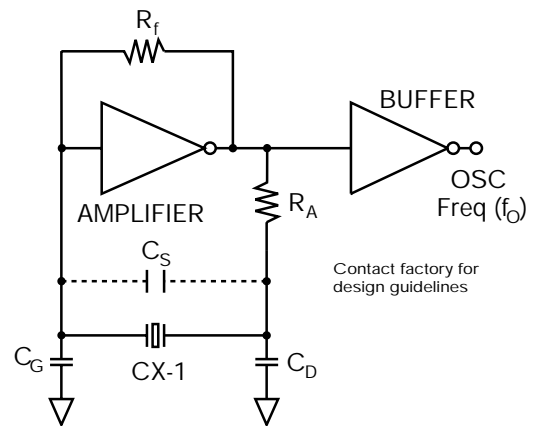 Rf
BUFFER
AMPLIFIER
RA
OSC
Freq (fO)
CS
Contact factory for
design guidelines
CG
CX-1
CD